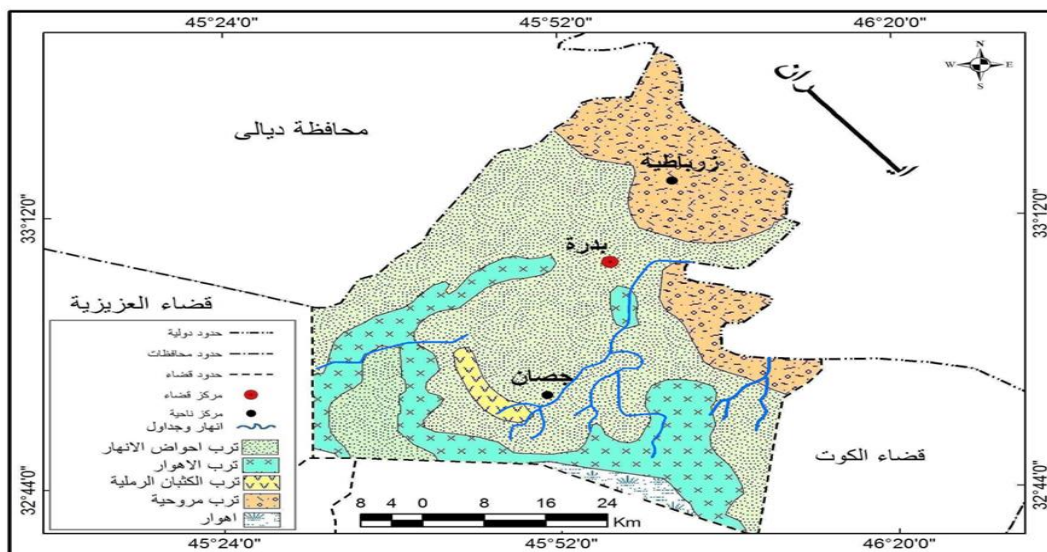 45°24'0"
45°52'0"
46°20'0"
N
W E
S
ايران
محافظة ديالى
زرباطية
33°12'0"
33°12'0"
بدرة
قضاء العزيزية
حدود دولية
حدود محافظات
حدود قضاء
مركز قضاء
مركز ناحية
انهار وجداول
ترب احواض الانهار
ترب الاهوار
ترب الكثبان الرملية
ترب مروحية
اهوار
جصان
قضاء الكوت
32°44'0"
32°44'0"
8 4 0 8 16 24
Km
45°24'0"
45°52'0"
46°20'0"